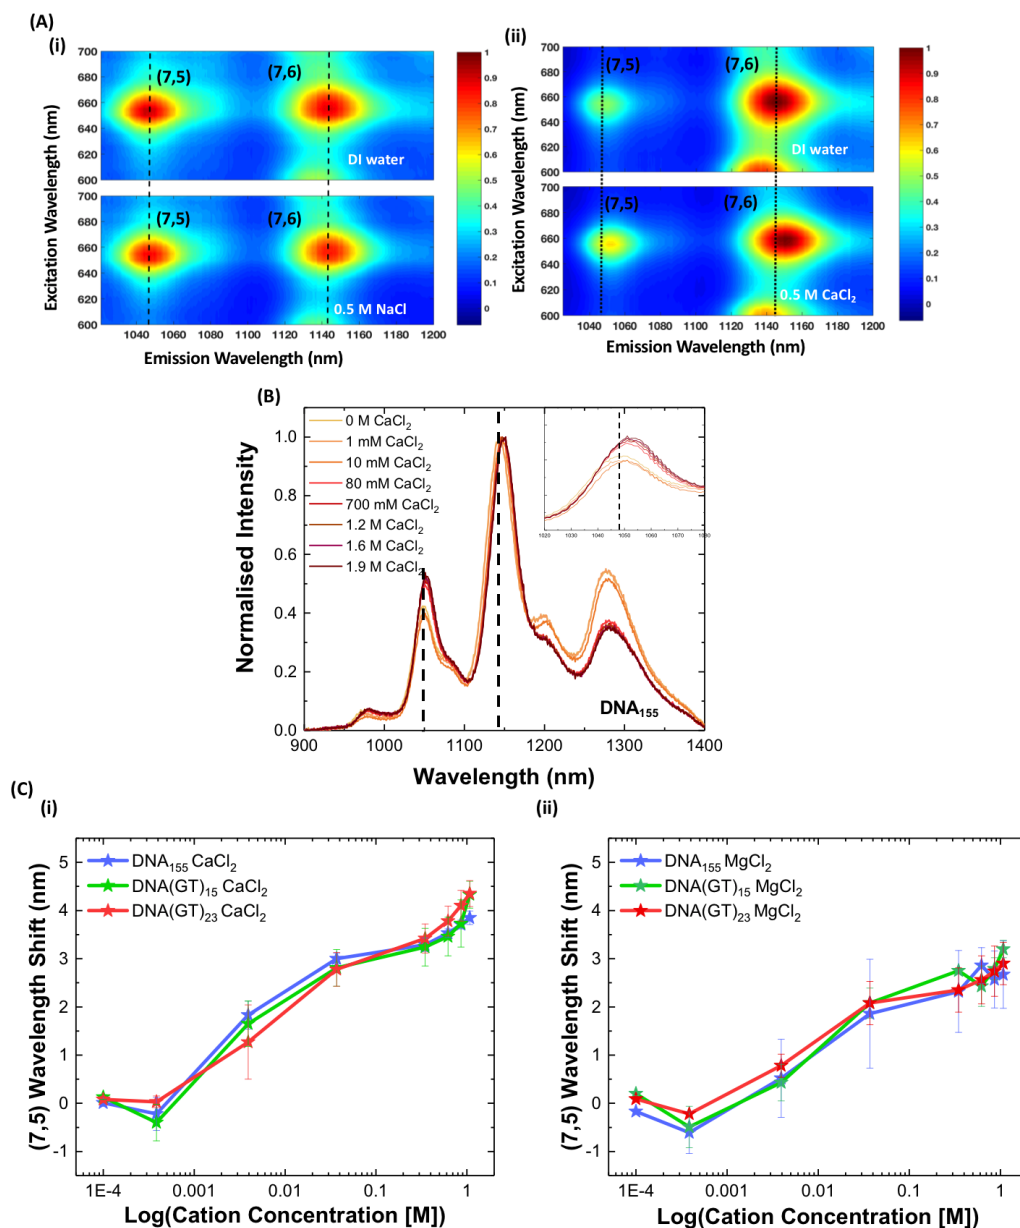 (A)
(i)
(ii)
Excitation Wavelength (nm)
700
680
660
640
620
600
(7,5)
(7,6)
DI water
700
680
660
640
620
600
(7,5)
(7,6)
0.5 M NaCl
1040
1060
1080
1100
1120
1140
1160
1180
1200
Emission Wavelength (nm)
1
0.9
0.8
0.7
0.6
0.5
0.4
0.3
0.2
0.1
0
Excitation Wavelength (nm)
700
680
660
640
620
600
(7,5)
(7,6)
DI water
700
680
660
640
620
600
(7,5)
(7,6)
0.5 M CaCl2
1040
1060
1080
1100
1120
1140
1160
1180
1200
Emission Wavelength (nm)
1
0.9
0.8
0.7
0.6
0.5
0.4
0.3
0.2
0.1
0
(B)
Normalised Intensity
1.0
0.8
0.6
0.4
0.2
0.0
0 M CaCl2
1 mM CaCl2
10 mM CaCl2
80 mM CaCl2
700 mM CaCl2
1.2 M CaCl2
1.6 M CaCl2
1.9 M CaCl2
1020
1030
1040
1050
1060
1070
1080
DNA155
900
1000
1100
1200
1300
1400
Wavelength (nm)
(C)
(i)
(ii)
(7,5) Wavelength Shift (nm)
5
4
3
2
1
0
-1
DNA155 CaCl2
DNA(GT)15 CaCl2
DNA(GT)23 CaCl2
1E-4
0.001
0.01
0.1
1
Log(Cation Concentration [M])
(7,5) Wavelength Shift (nm)
5
4
3
2
1
0
-1
DNA155 MgCl2
DNA(GT)15 MgCl2
DNA(GT)23 MgCl2
1E-4
0.001
0.01
0.1
1
Log(Cation Concentration [M])